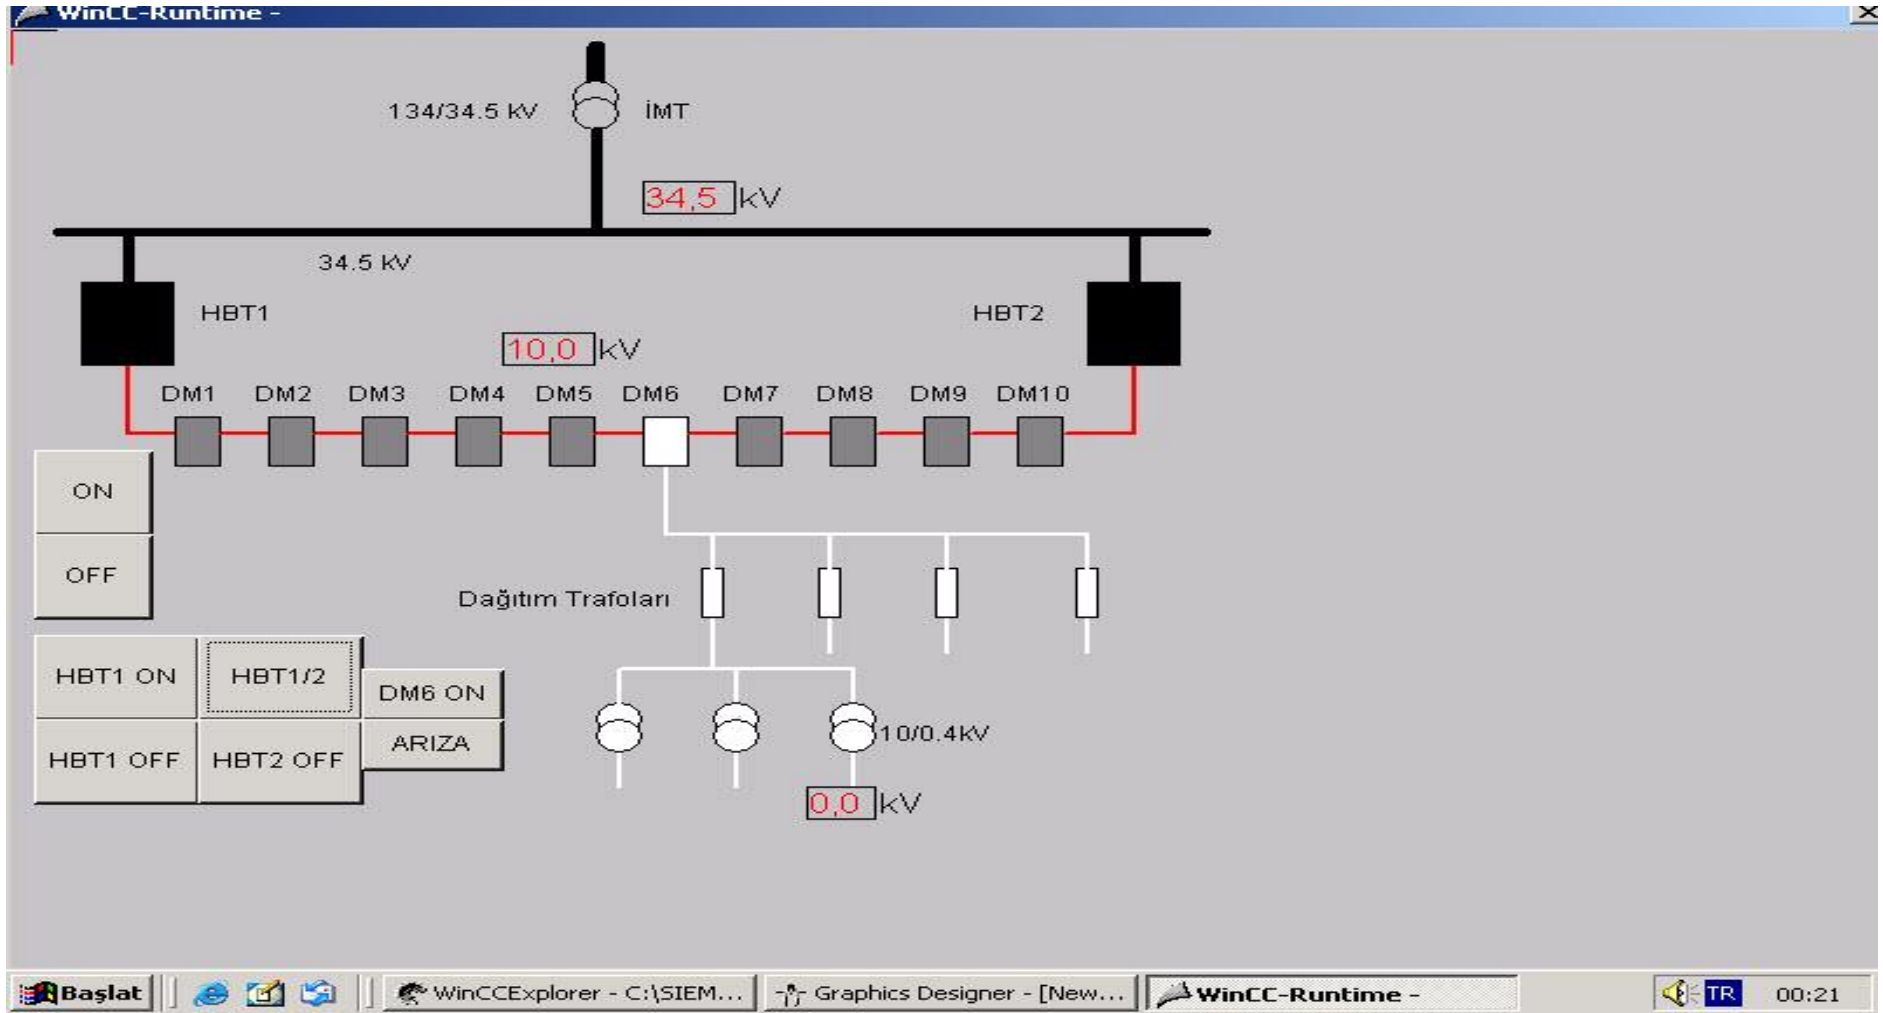 WinCC-Runtime -
134/34.5 kV
İMT
34,5 kV
34.5 kV
HBT1
HBT2
10,0 kV
DM1 DM2 DM3 DM4 DM5 DM6 DM7 DM8 DM9 DM10
ON
OFF
Dağıtım Trafoları
HBT1 ON
HBT1/2
DM6 ON
HBT1 OFF
HBT2 OFF
ARIZA
10/0.4kV
0,0 kV
Başlat
WinCCExplorer - C:\SIEM...
Graphics Designer - [New...
WinCC-Runtime -
TR
00:21